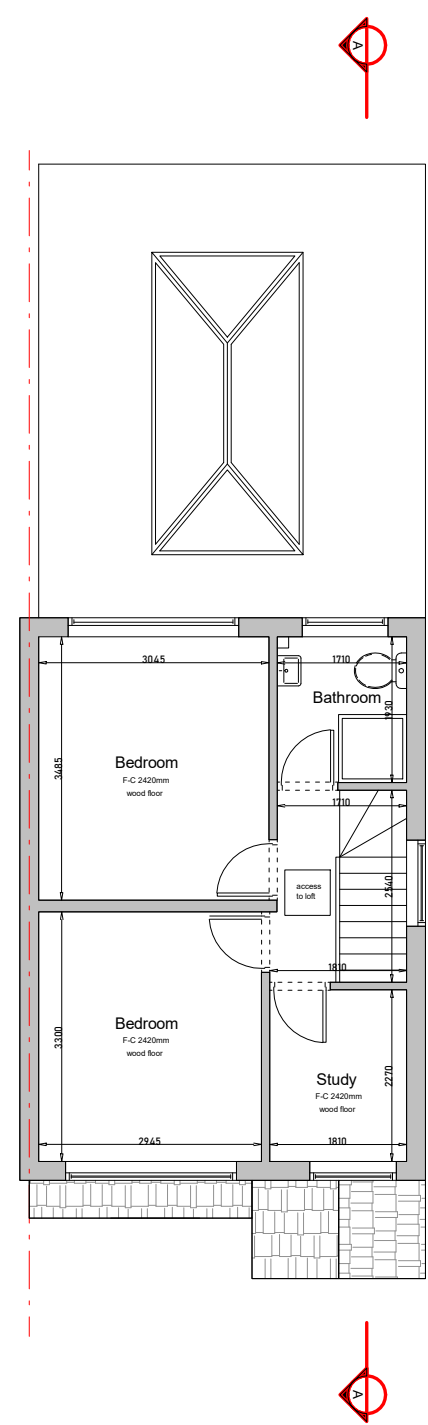 A
3045
1710
Bathroom
1930
3485
Bedroom
F-C 2420mm
wood floor
1710
2540
access
to loft
1810
3300
Bedroom
F-C 2420mm
wood floor
2270
Study
F-C 2420mm
wood floor
2945
1810
A